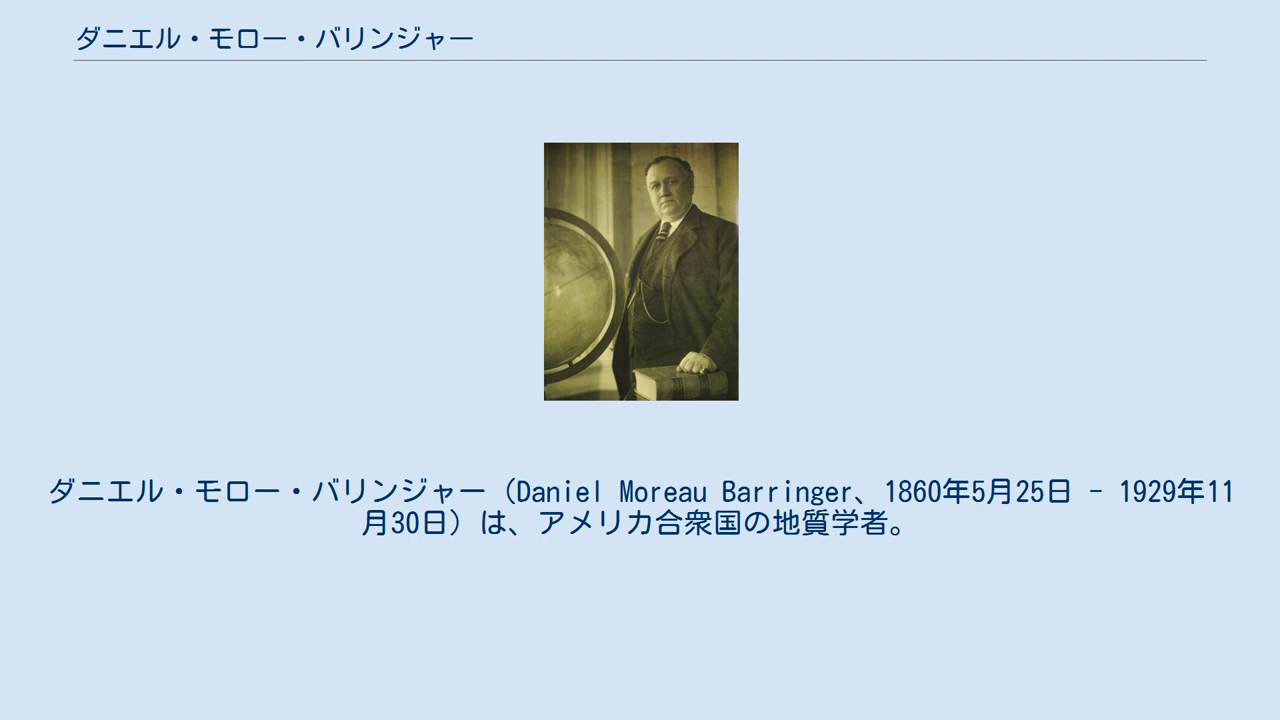 ダニエル・モロー・バリンジャー
ダニエル・モロー・バリンジャー（Daniel Moreau Barringer、1860年5月25日 - 1929年11
月30日）は、アメリカ合衆国の地質学者。